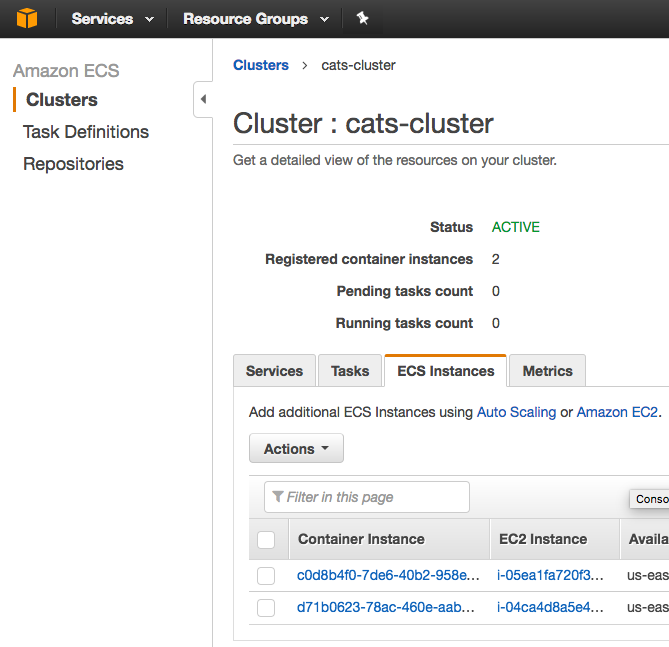 Services Resource Groups
Amazon ECS
Clusters
Task Definitions
Repositories
Clusters > cats-cluster
Cluster : cats-cluster
Get a detailed view of the resources on your cluster.
Status ACTIVE
Registered container instances 2
Pending tasks count 0
Running tasks count 0
Services Tasks ECS Instances Metrics
Add additional ECS Instances using Auto Scaling or Amazon EC2.
Actions
Filter in this page
Conso
Container Instance EC2 Instance Availa
c0d8b4f0-7de6-40b2-958e... i-05ea1fa720f3... us-eas
d71b0623-78ac-460e-aab... i-04ca4d8a5e4... us-eas